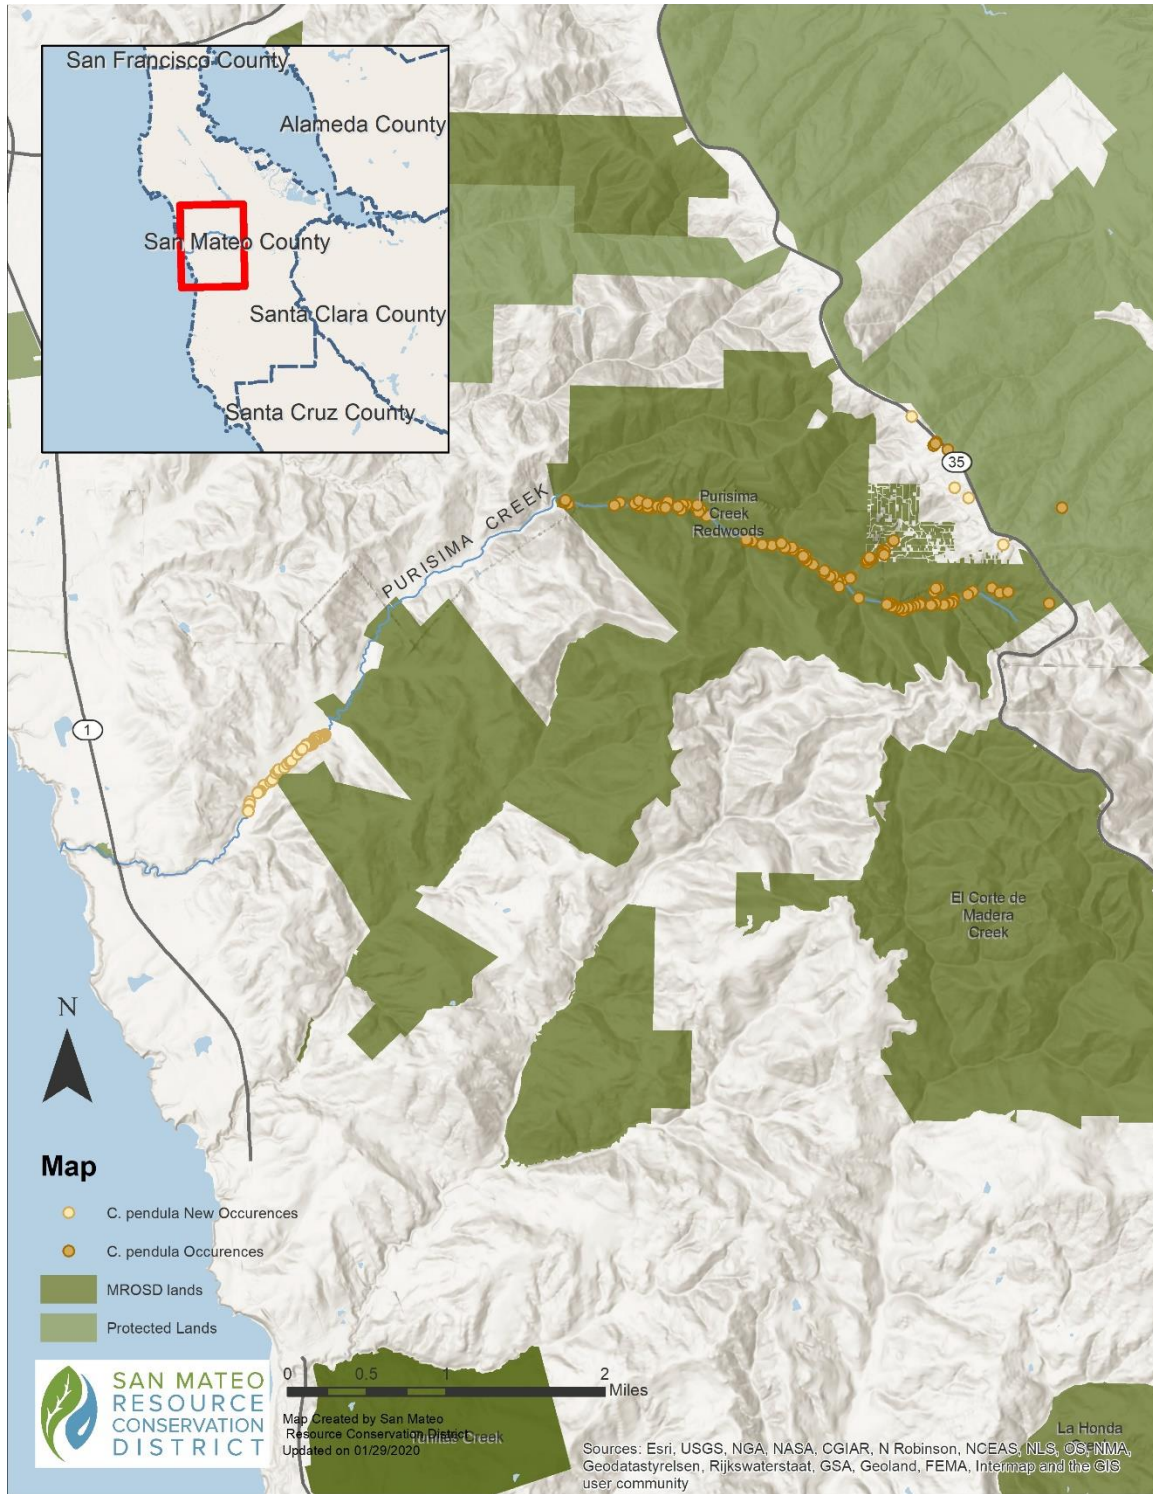 San Francisco County
Alameda County
San Mateo County
Santa Clara County
Santa Cruz County
35
Purisima
Creek
Redwoods
PURISIMA CREEK
1
El Corte de
Madera
Creek
N
Map
C. pendula New Occurences
C. pendula Occurences
MROSD lands
Protected Lands
SAN MATEO
RESOURCE
CONSERVATION
DISTRICT
0 0.5 1 2
Miles
Map Created by San Mateo
Resource Conservation District
Updated on 01/29/2020
Tunitas Creek
La Honda
Sources: Esri, USGS, NGA, NASA, CGIAR, N Robinson, NCEAS, NLS, OS, NMA,
Geodatastyrelsen, Rijkswaterstaat, GSA, Geoland, FEMA, Intermap and the GIS
user community